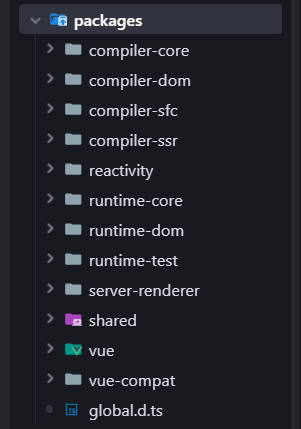 packages
compiler-core
compiler-dom
compiler-sfc
compiler-ssr
reactivity
runtime-core
runtime-dom
runtime-test
server-renderer
shared
vue
vue-compat
TS global.d.ts